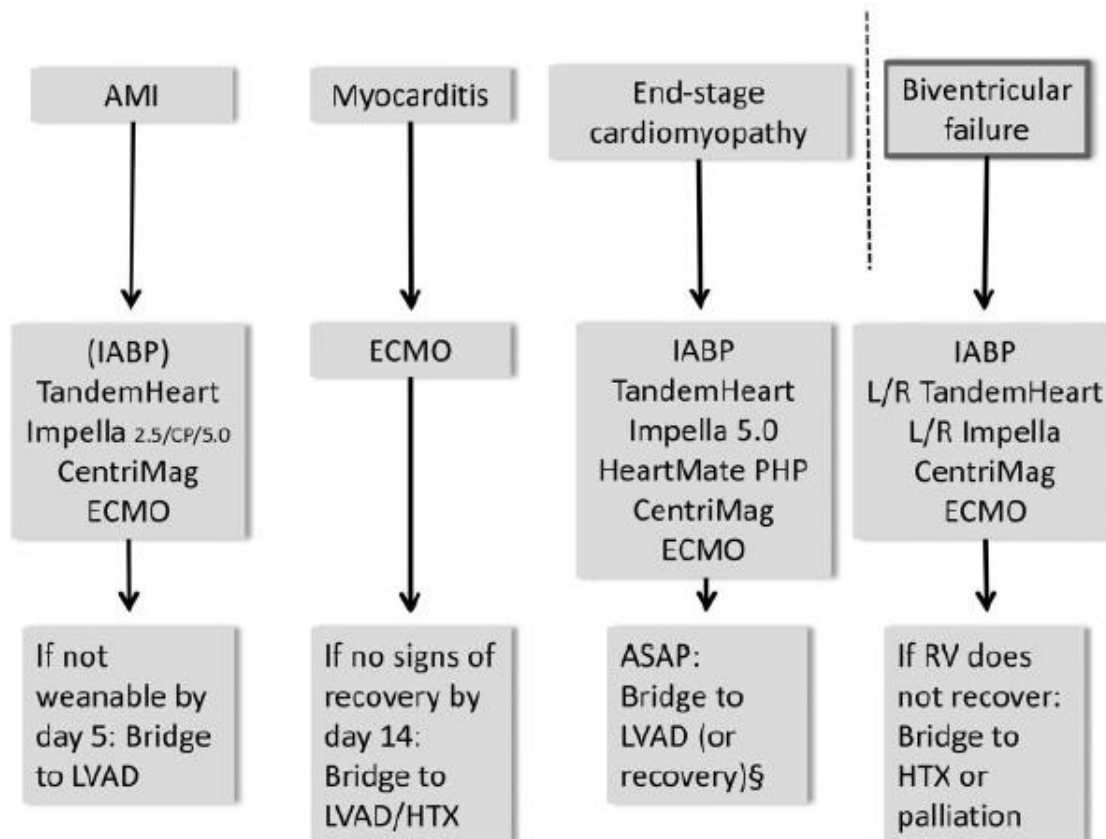 AMI
Myocarditis
End-stage
cardiomyopathy
Biventricular
failure
(IABP)
TandemHeart
Impella 2.5/CP/5.0
CentriMag
ECMO
ECMO
IABP
TandemHeart
Impella 5.0
HeartMate PHP
CentriMag
ECMO
IABP
L/R TandemHeart
L/R Impella
CentriMag
ECMO
If not
weanable by
day 5: Bridge
to LVAD
If no signs of
recovery by
day 14:
Bridge to
LVAD/HTX
ASAP:
Bridge to
LVAD (or
recovery)§
If RV does
not recover:
Bridge to
HTX or
palliation